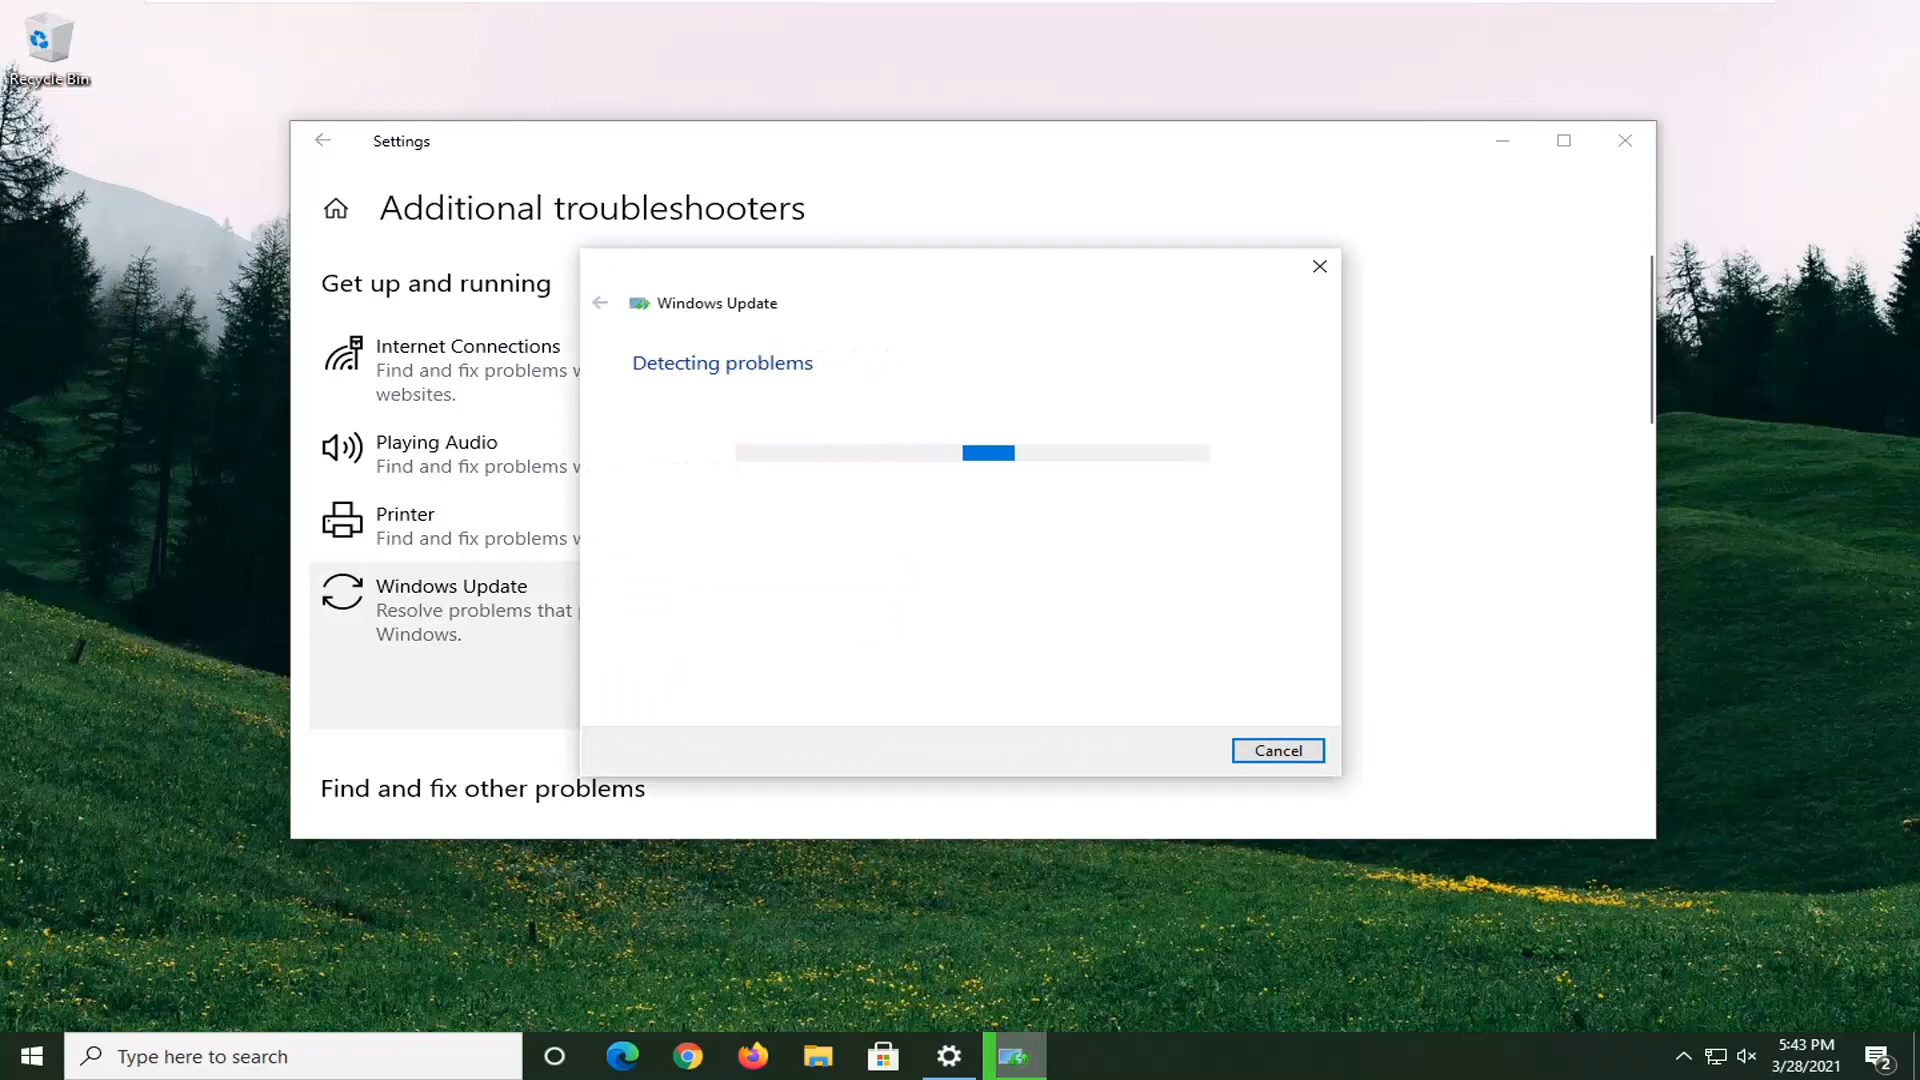 Recycle Bin
Settings
Additional troubleshooters
Get up and running
Internet Connections
Find and fix problems
websites.
Playing Audio
Find and fix problems
Printer
Find and fix problems
Windows Update
Resolve problems that
Windows.
Find and fix other problems
Windows Update
Detecting problems
Cancel
Type here to search
5:43 PM
3/28/2021
2